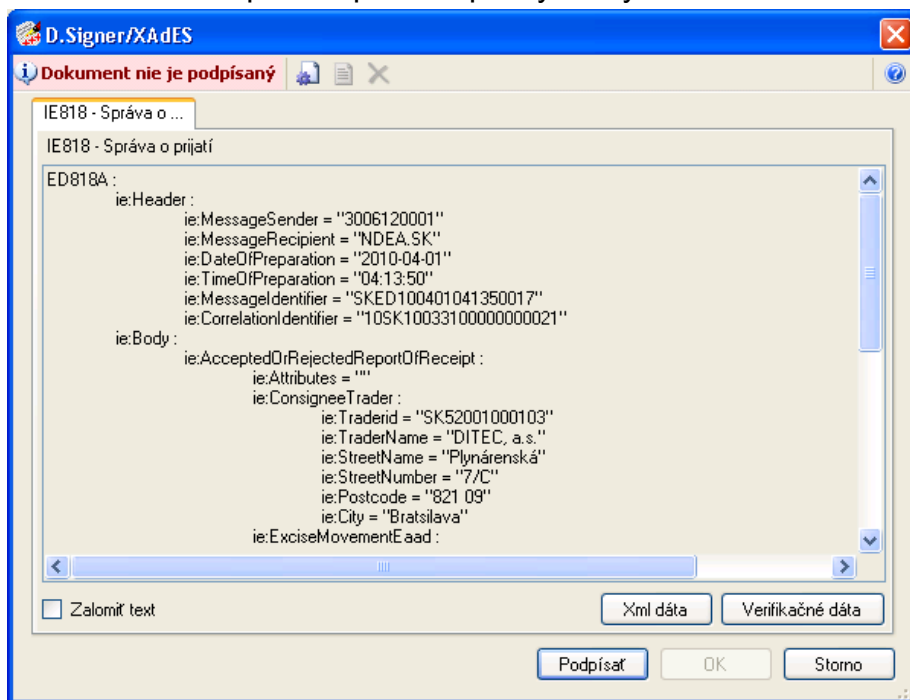 D.Signer/XAdES
Dokument nie je podpísaný
IE818 - Správa o ...
IE818 - Správa o prijatí
ED818A :
ie:Header :
ie:MessageSender = "3006120001"
ie:MessageRecipient = "NDEA.SK"
ie:DateOfPreparation = "2010-04-01"
ie:TimeOfPreparation = "04:13:50"
ie:MessageIdentifier = "SKED100401041350017"
ie:CorrelationIdentifier = "10SK10033100000000021"
ie:Body :
ie:AcceptedOrRejectedReportOfReceipt :
ie:Attributes = ""
ie:ConsigneeTrader :
ie:Traderid = "SK52001000103"
ie:TraderName = "DITEC, a.s."
ie:StreetName = "Plynárenská"
ie:StreetNumber = "7/C"
ie:Postcode = "821 09"
ie:City = "Bratsilava"
ie:ExciseMovementEaad :
Zalomiť text
Xml dáta
Verifikačné dáta
Podpísať
OK
Storno